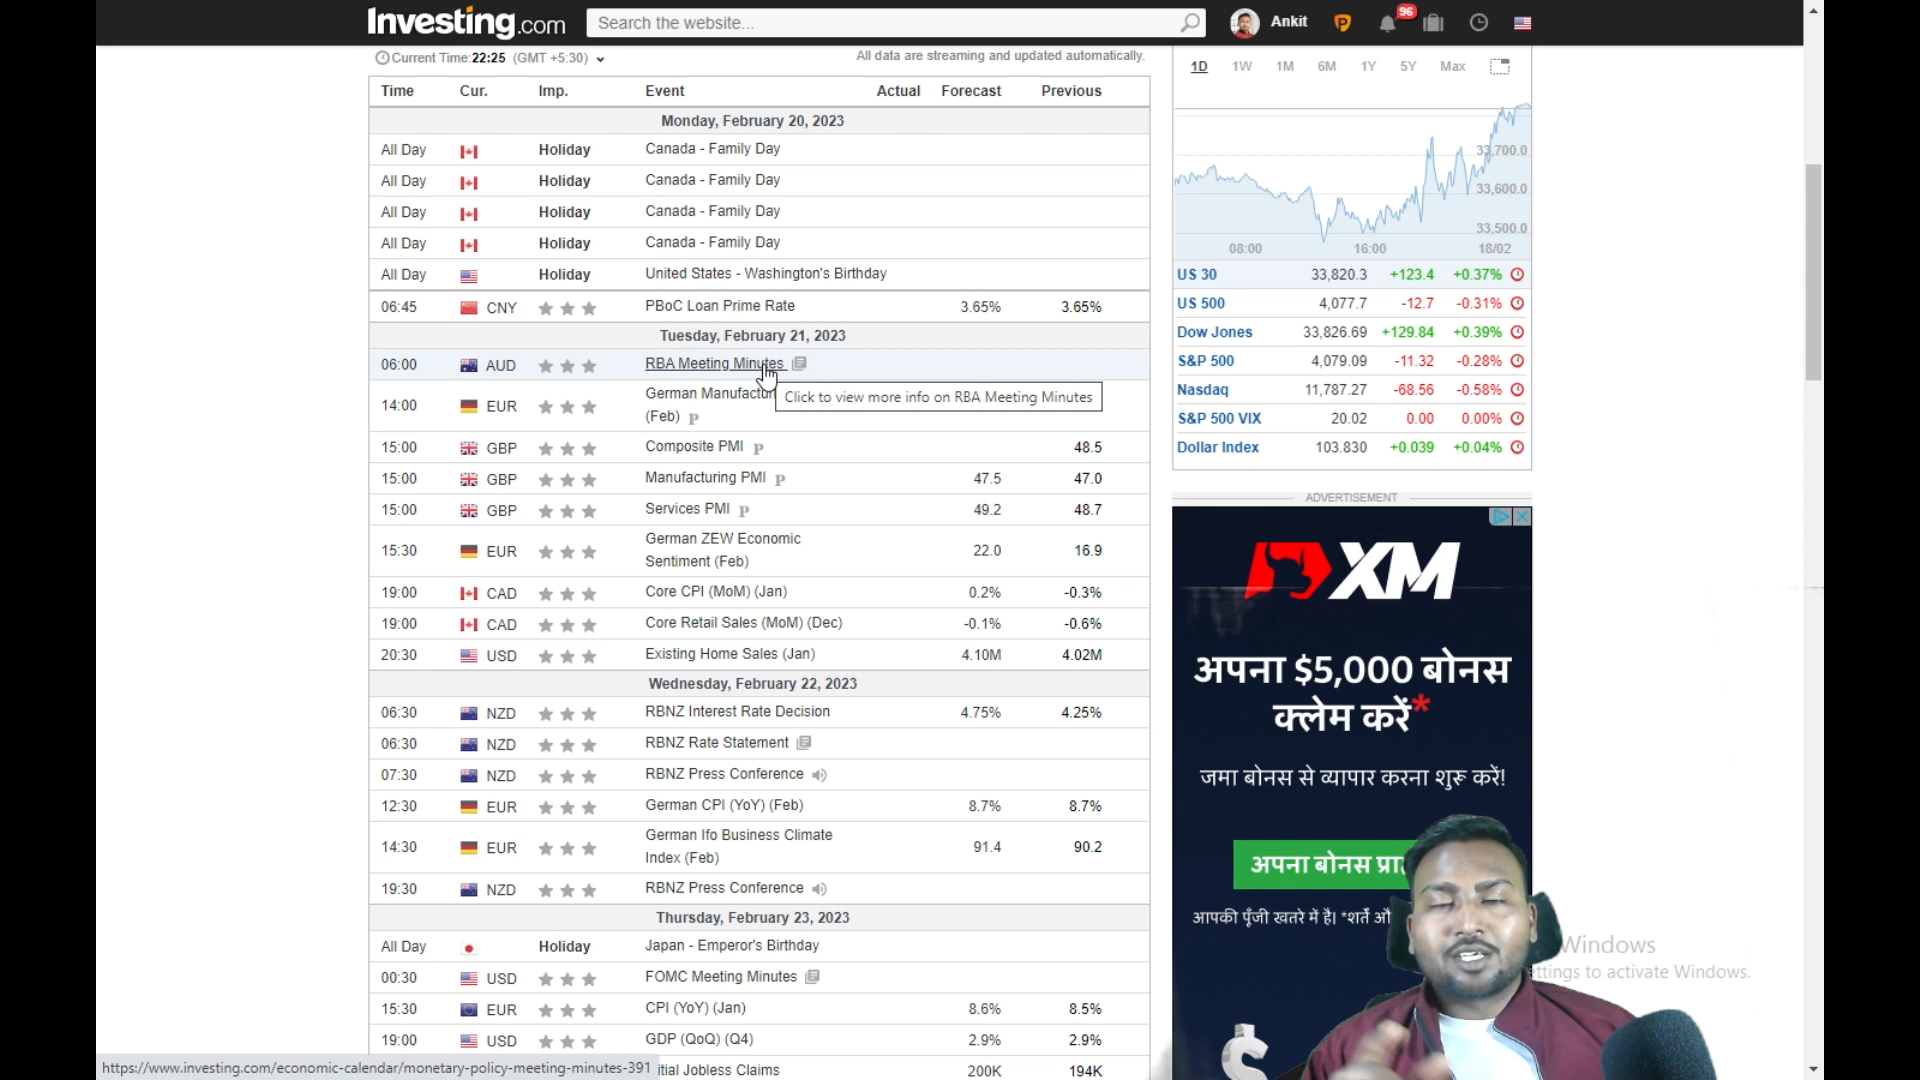 Investing.com
Search the website...
Ankit
96
Current Time: 22:25 (GMT +5:30)
All data are streaming and updated automatically.
Time Cur. Imp. Event Actual Forecast Previous
Monday, February 20, 2023
All Day Holiday Canada - Family Day
All Day Holiday Canada - Family Day
All Day Holiday Canada - Family Day
All Day Holiday Canada - Family Day
All Day Holiday United States - Washington's Birthday
06:45 CNY PBoC Loan Prime Rate 3.65% 3.65%
Tuesday, February 21, 2023
06:00 AUD RBA Meeting Minutes
Click to view more info on RBA Meeting Minutes
14:00 EUR German
(Feb) P
15:00 GBP Composite PMI P 48.5
15:00 GBP Manufacturing PMI P 47.5 47.0
15:00 GBP Services PMI P 49.2 48.7
15:30 EUR German ZEW Economic
Sentiment (Feb) 22.0 16.9
19:00 CAD Core CPI (MoM) (Jan) 0.2% -0.3%
19:00 CAD Core Retail Sales (MoM) (Dec) -0.1% -0.6%
20:30 USD Existing Home Sales (Jan) 4.10M 4.02M
Wednesday, February 22, 2023
06:30 NZD RBNZ Interest Rate Decision 4.75% 4.25%
06:30 NZD RBNZ Rate Statement
07:30 NZD RBNZ Press Conference
12:30 EUR German CPI (YoY) (Feb) 8.7% 8.7%
14:30 EUR German Ifo Business Climate
Index (Feb) 91.4 90.2
19:30 NZD RBNZ Press Conference
Thursday, February 23, 2023
All Day Holiday Japan - Emperor's Birthday
00:30 USD FOMC Meeting Minutes
15:30 EUR CPI (YoY) (Jan) 8.6% 8.5%
19:00 USD GDP (QoQ) (Q4) 2.9% 2.9%
Jobless Claims 200K 194K
https://www.investing.com/economic-calendar/monetary-policy-meeting-minutes-391
1D 1W 1M 6M 1Y 5Y Max
33,700.0
33,600.0
33,500.0
08:00 16:00 18/02
US 30 33,820.3 +123.4 +0.37%
US 500 4,077.7 -12.7 -0.31%
Dow Jones 33,826.69 +129.84 +0.39%
S&P 500 4,079.09 -11.32 -0.28%
Nasdaq 11,787.27 -68.56 -0.58%
S&P 500 VIX 20.02 0.00 0.00%
Dollar Index 103.830 +0.039 +0.04%
ADVERTISEMENT
XM
अपना $5,000 बोनस
क्लेम करें*
जमा बोनस से व्यापार करना शुरू करें!
अपना बोनस
आपकी पूँजी खतरे में है। *शर्तें
Windows
to activate Windows.